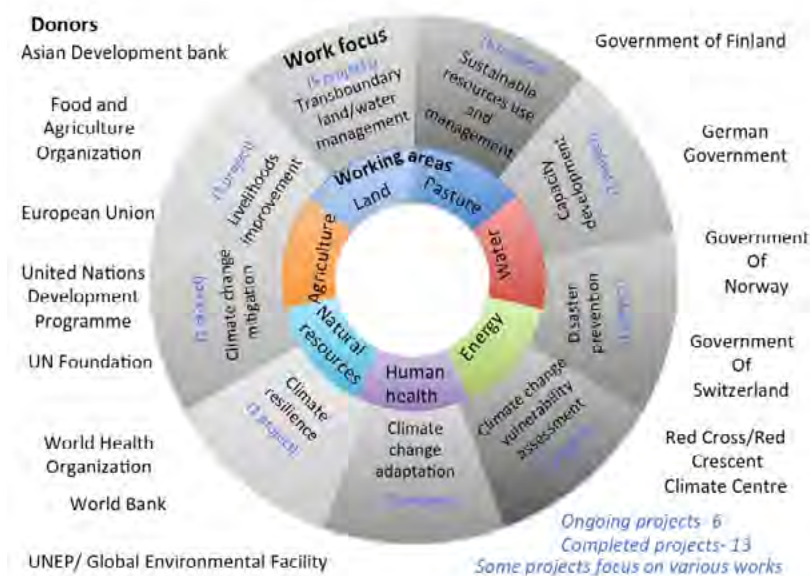 Donors
Asian Development bank
Food and
Agriculture
Organization
European Union
United Nations
Development
Programme
UN Foundation
World Health
Organization
World Bank
UNEP/ Global Environmental Facility
Government of Finland
German
Government
Government
Of
Norway
Government
Of
Switzerland
Red Cross/Red
Crescent
Climate Centre
Work focus
(5 project)
Transboundary
land/water
management
Sustainable
resources use
and
management
Capacity
development
Disaster
prevention
Climate change
vulnerability
assessment
Climate
change
adaptation
Climate
resilience
Climate change
mitigation
Livelihoods
improvement
Working areas
Land
Pasture
Water
Energy
Human
health
Natural
resources
Agriculture
Ongoing projects- 6
Completed projects- 13
Some projects focus on various works